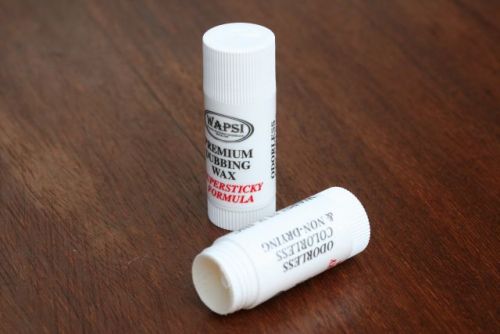 WAPSI
PREMIUM
DUBBING
WAX
SUPERSTICKY
FORMULA
ODORLESS
ODORLESS
COLORLESS
& NON-DRYING